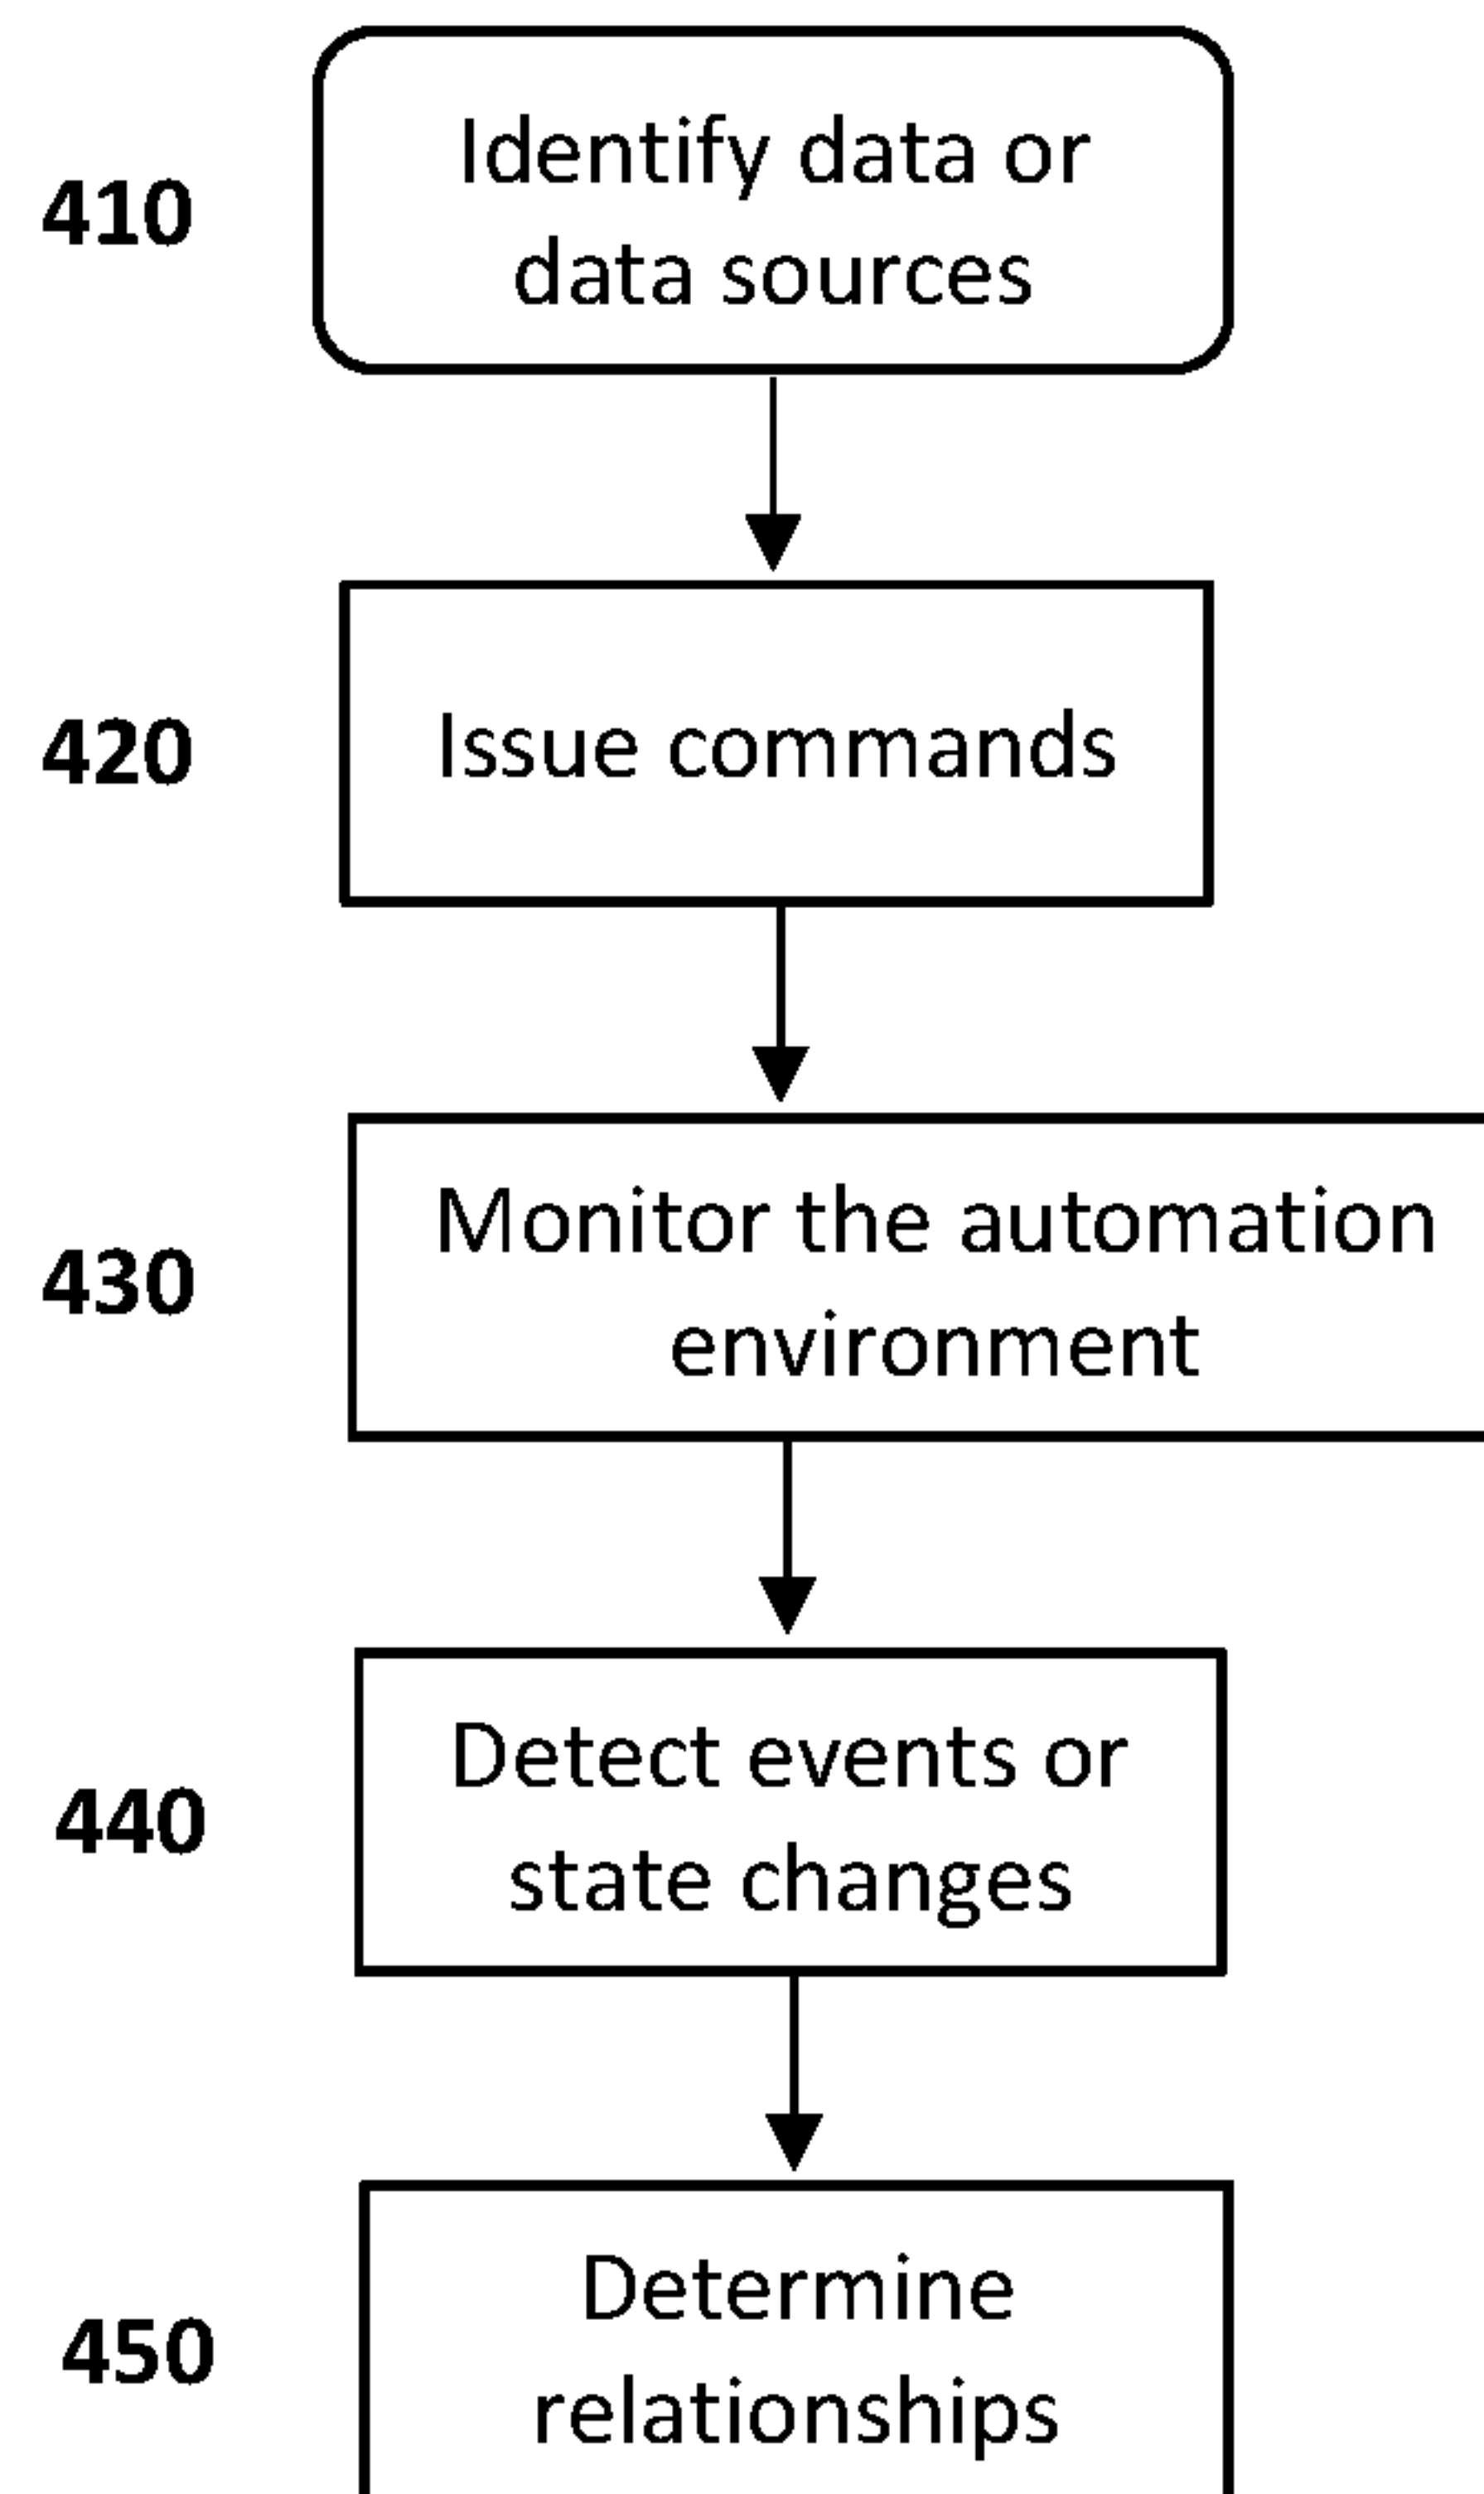 410
Identify data or
data sources
420
Issue commands
430
Monitor the automation
environment
440
Detect events or
state changes
450
Determine
relationships